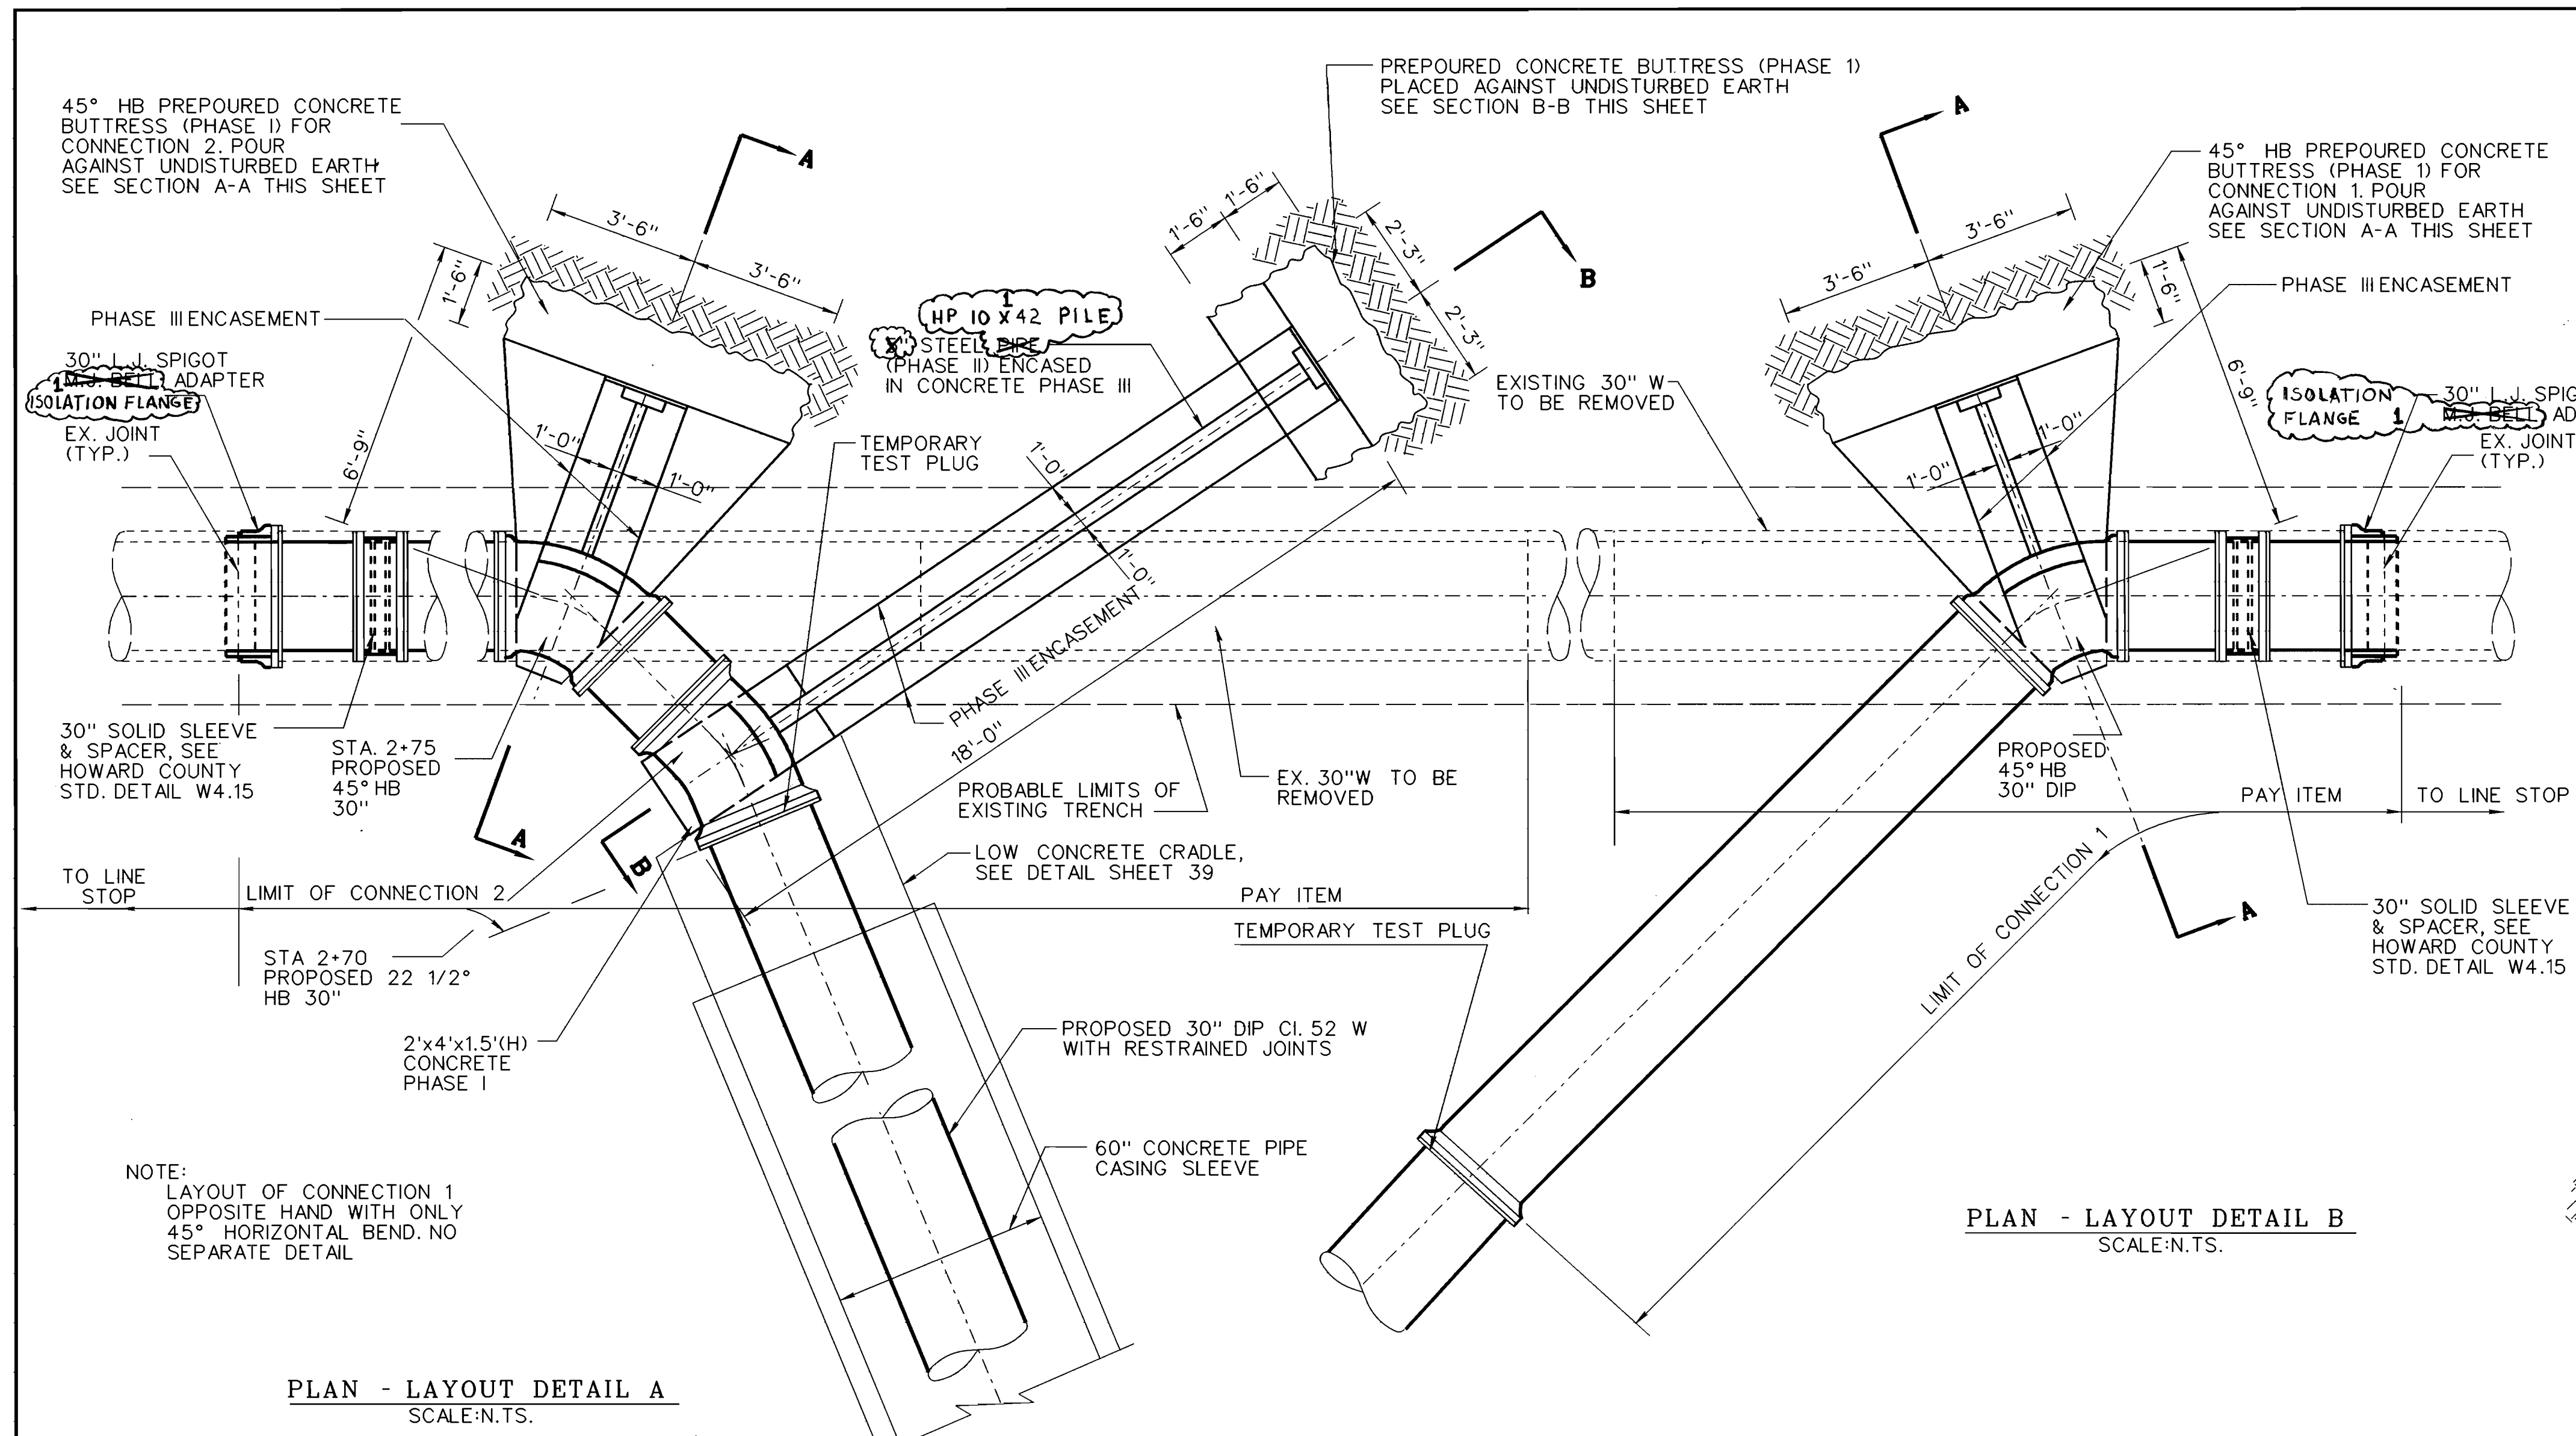 45° HB PREPOURED CONCRETE
BUTTRESS (PHASE I) FOR
CONNECTION 2. POUR
AGAINST UNDISTURBED EARTH
SEE SECTION A-A THIS SHEET
PREPOURED CONCRETE BUTTRESS (PHASE 1)
PLACED AGAINST UNDISTURBED EARTH
SEE SECTION B-B THIS SHEET
45° HB PREPOURED CONCRETE
BUTTRESS (PHASE 1) FOR
CONNECTION 1. POUR
AGAINST UNDISTURBED EARTH
SEE SECTION A-A THIS SHEET
A
A
3'-6"
3'-6"
1'-6"
1'-6"
1'-6"
2'-3"
2'-3"
B
3'-6"
3'-6"
1'-6"
6'-9"
PHASE III ENCASEMENT
PHASE III ENCASEMENT
30" L.J. SPIGOT
1 M.J. BELL ADAPTER
ISOLATION FLANGE
EX. JOINT
(TYP.)
6'-9"
1'-0"
1'-0"
1
HP 10 X 42 PILE
STEEL PIPE
(PHASE II) ENCASED
IN CONCRETE PHASE III
TEMPORARY
TEST PLUG
1'-0"
1'-0"
EXISTING 30" W
TO BE REMOVED
1'-0"
1'-0"
ISOLATION
FLANGE 1
30" L.J. SPIG
M.J. BELL AD
EX. JOINT
(TYP.)
PHASE III ENCASEMENT
18'-0"
30" SOLID SLEEVE
& SPACER, SEE
HOWARD COUNTY
STD. DETAIL W4.15
STA. 2+75
PROPOSED
45° HB
30"
A
B
PROBABLE LIMITS OF
EXISTING TRENCH
EX. 30"W TO BE
REMOVED
PROPOSED
45° HB
30" DIP
PAY ITEM
TO LINE STOP
LOW CONCRETE CRADLE,
SEE DETAIL SHEET 39
TO LINE
STOP
LIMIT OF CONNECTION 2
PAY ITEM
LIMIT OF CONNECTION 1
A
TEMPORARY TEST PLUG
30" SOLID SLEEVE
& SPACER, SEE
HOWARD COUNTY
STD. DETAIL W4.15
STA 2+70
PROPOSED 22 1/2°
HB 30"
2'x4'x1.5'(H)
CONCRETE
PHASE I
PROPOSED 30" DIP Cl. 52 W
WITH RESTRAINED JOINTS
60" CONCRETE PIPE
CASING SLEEVE
NOTE:
LAYOUT OF CONNECTION 1
OPPOSITE HAND WITH ONLY
45° HORIZONTAL BEND. NO
SEPARATE DETAIL
PLAN - LAYOUT DETAIL B
SCALE:N.TS.
PLAN - LAYOUT DETAIL A
SCALE:N.TS.